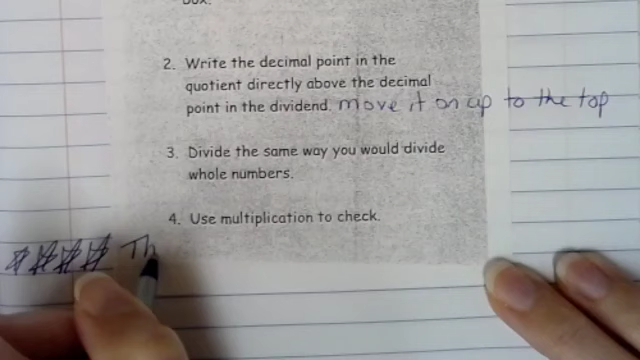 box.
2. Write the decimal point in the
quotient directly above the decimal
point in the dividend. move it on up to the top
3. Divide the same way you would divide
whole numbers.
4. Use multiplication to check.
Th